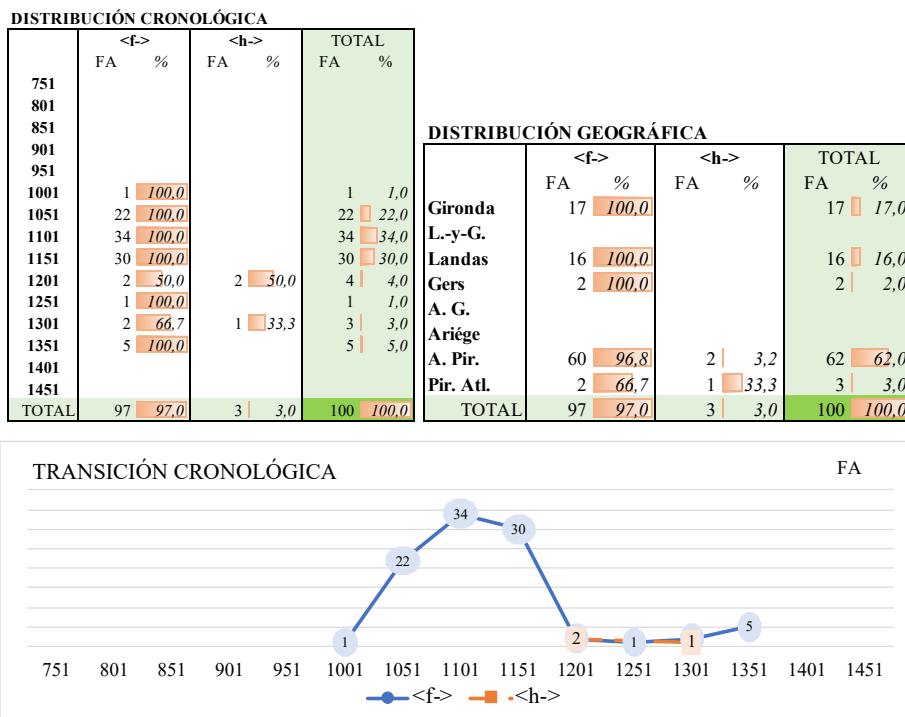 DISTRIBUCIÓN CRONOLÓGICA
<f-> <h-> TOTAL
FA % FA % FA %
751
801
851
901
951
1001 1 100,0 1 1,0
1051 22 100,0 22 22,0
1101 34 100,0 34 34,0
1151 30 100,0 30 30,0
1201 2 50,0 2 50,0 4 4,0
1251 1 100,0 1 1,0
1301 2 66,7 1 33,3 3 3,0
1351 5 100,0 5 5,0
1401
1451
TOTAL 97 97,0 3 3,0 100 100,0
DISTRIBUCIÓN GEOGRÁFICA
<f-> <h-> TOTAL
FA % FA % FA %
Gironda 17 100,0 17 17,0
L.-y-G.
Landas 16 100,0 16 16,0
Gers 2 100,0 2 2,0
A. G.
Ariége
A. Pir. 60 96,8 2 3,2 62 62,0
Pir. Atl. 2 66,7 1 33,3 3 3,0
TOTAL 97 97,0 3 3,0 100 100,0
TRANSICIÓN CRONOLÓGICA FA
34
30
22
5
1 2 1 1
751 801 851 901 951 1001 1051 1101 1151 1201 1251 1301 1351 1401 1451
<f-> <h->